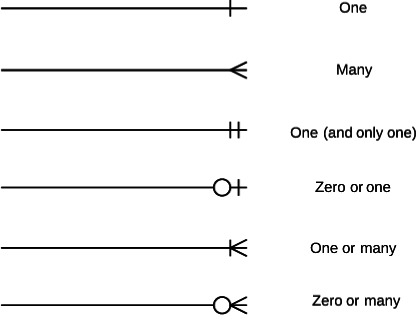 One
Many
One (and only one)
Zero or one
One or many
Zero or many